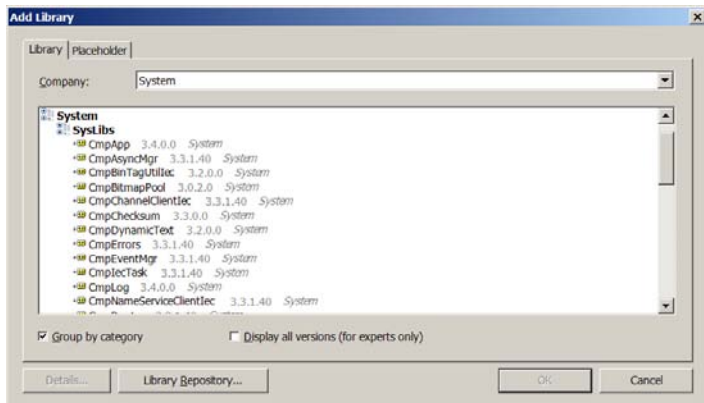 Add Library
Library Placeholder
Company: System
System
SysLibs
CmpApp 3.4.0.0 System
CmpAsyncMgr 3.3.1.40 System
CmpBinTagUtilIec 3.2.0.0 System
CmpBitmapPool 3.0.2.0 System
CmpChannelClientIec 3.3.1.40 System
CmpChecksum 3.3.0.0 System
CmpDynamicText 3.2.0.0 System
CmpErrors 3.3.1.40 System
CmpEventMgr 3.3.1.40 System
CmpIecTask 3.3.1.40 System
CmpLog 3.4.0.0 System
CmpNameServiceClientIec 3.3.1.40 System
Group by category Display all versions (for experts only)
Details... Library Repository... OK Cancel